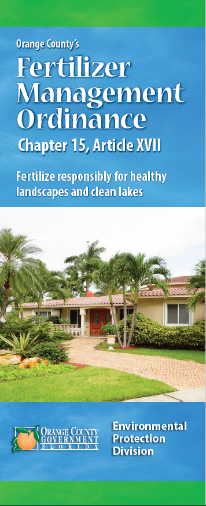 Orange County's
Fertilizer
Management
Ordinance
Chapter 15, Article XVII
Fertilize responsibly for healthy
landscapes and clean lakes
ORANGE COUNTY
GOVERNMENT
FLORIDA
Environmental
Protection
Division